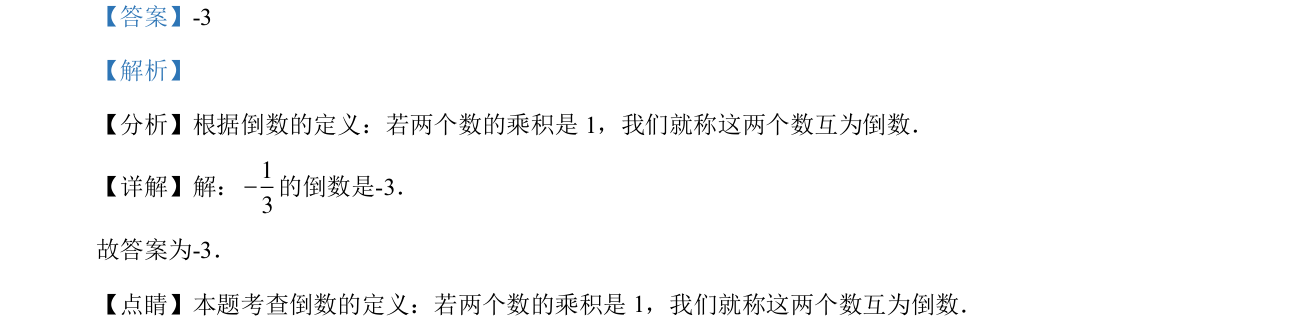 【答案】-3
【解析】
【分析】根据倒数的定义：若两个数的乘积是 1，我们就称这两个数互为倒数．
【详解】解：$-\frac{1}{3}$的倒数是-3．
故答案为-3．
【点睛】本题考查倒数的定义：若两个数的乘积是 1，我们就称这两个数互为倒数．